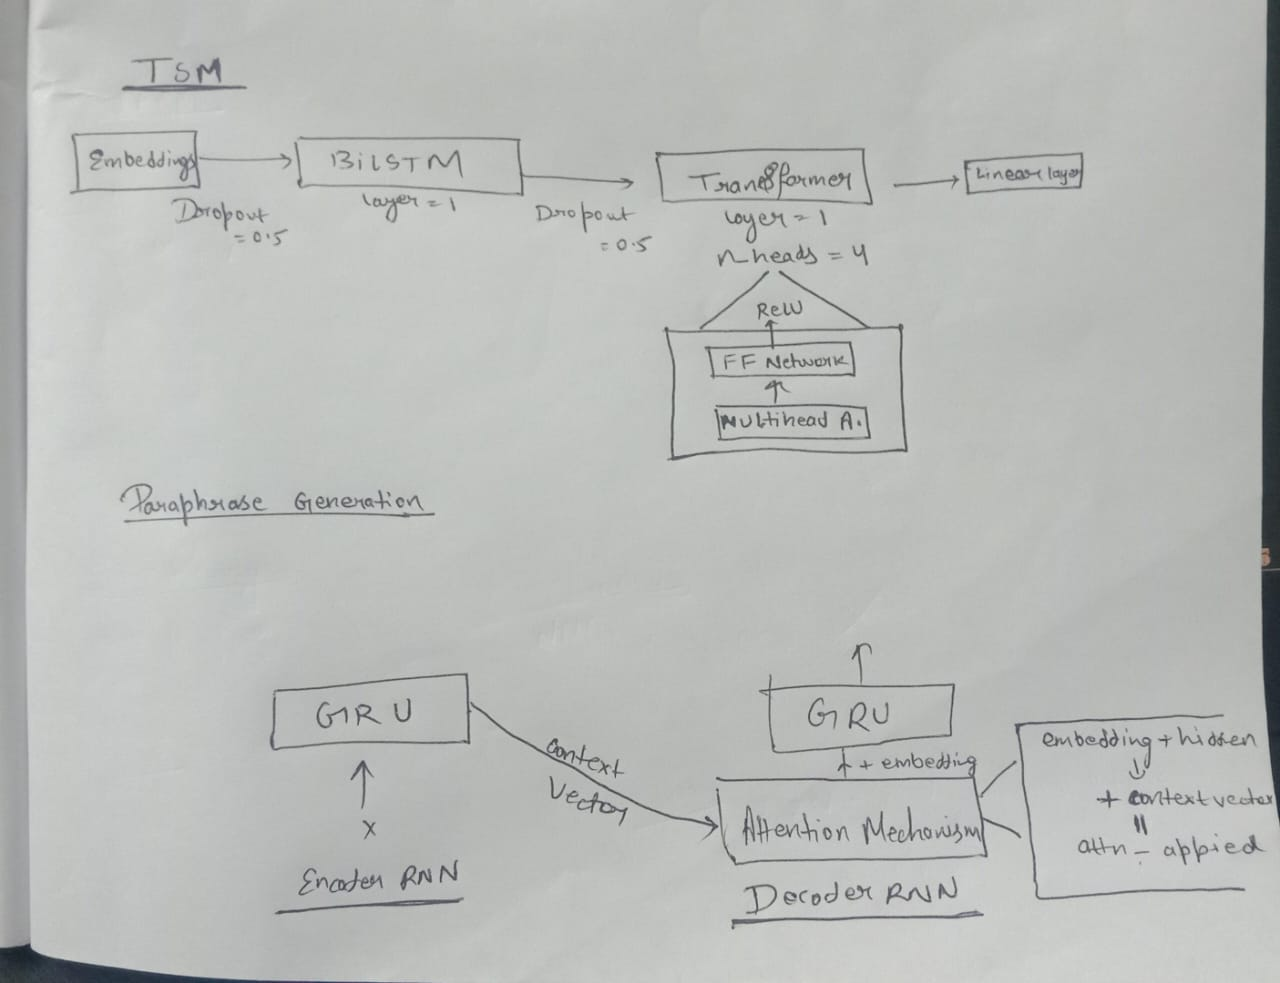 TSM
Embeddings
Dropout
= 0.5
BiLSTM
layer = 1
Dropout
= 0.5
Transformer
layer = 1
n_heads = 4
Linear layer
ReLU
FF Network
Multihead A.
Paraphrase Generation
GRU
x
Encoder RNN
Context
Vector
GRU
+ embedding
Attention Mechanism
Decoder RNN
embedding + hidden
+ context vector
=
attn_applied